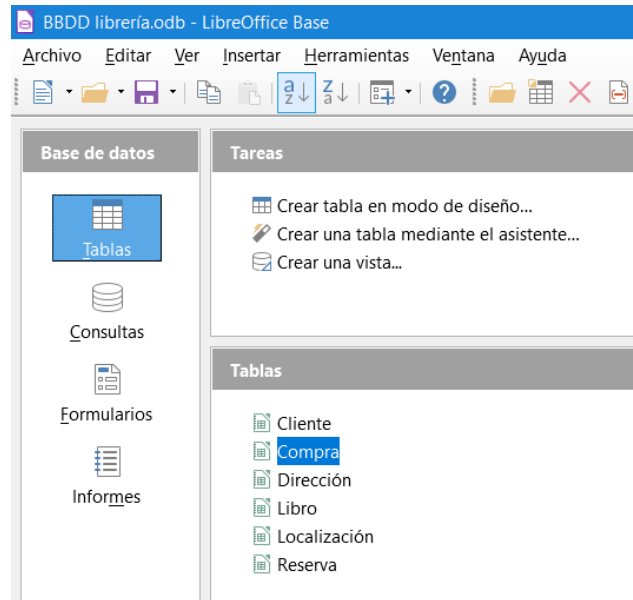 BBDD librería.odb - LibreOffice Base
Archivo Editar Ver Insertar Herramientas Ventana Ayuda
Base de datos
Tablas
Consultas
Formularios
Informes
Tareas
Crear tabla en modo de diseño...
Crear una tabla mediante el asistente...
Crear una vista...
Tablas
Cliente
Compra
Dirección
Libro
Localización
Reserva